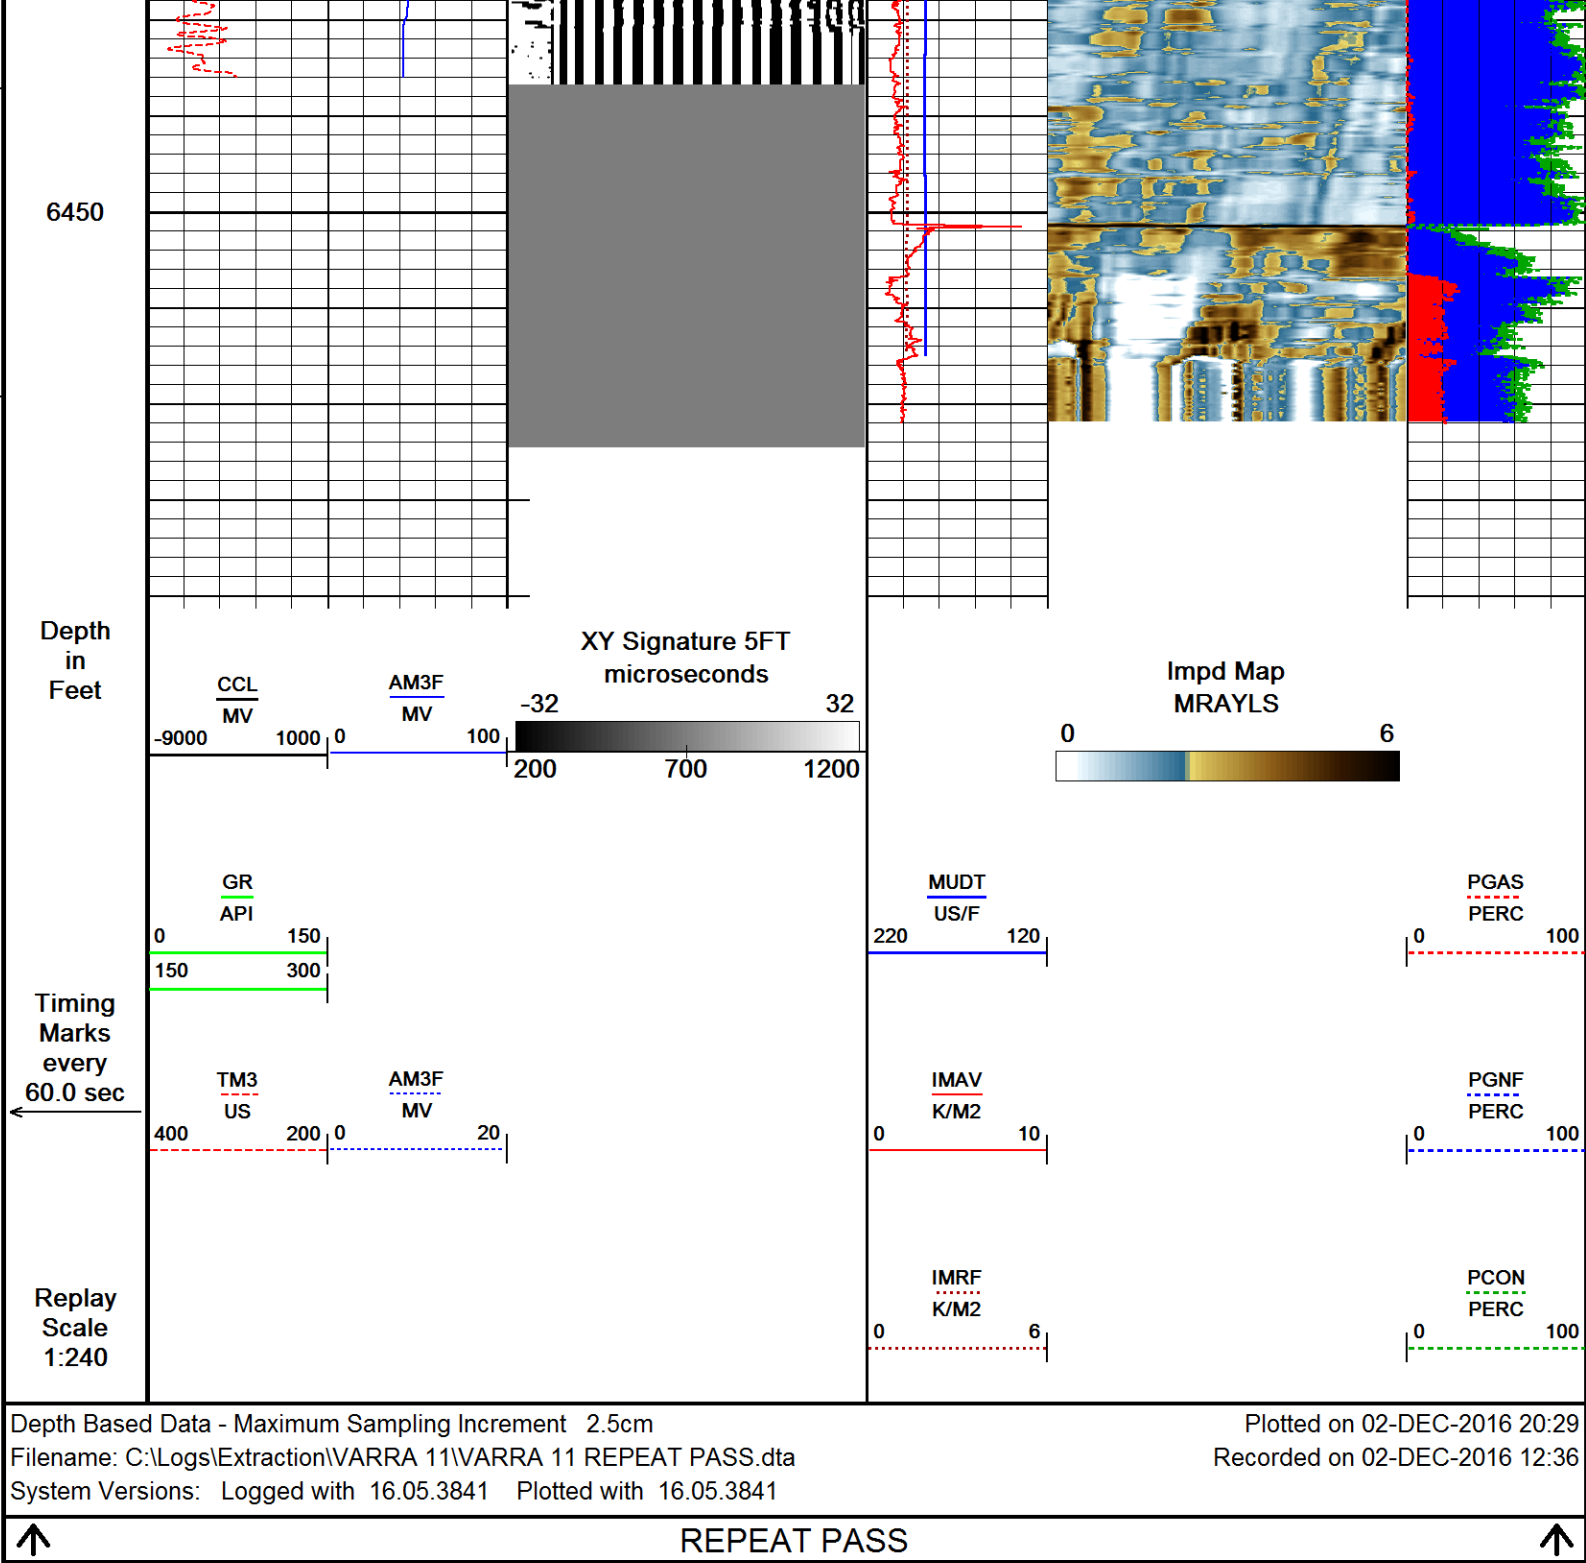 6450
Depth
in
Feet
CCL
MV
-9000 1000
AM3F
MV
0 100
XY Signature 5FT
microseconds
-32 32
200 700 1200
Impd Map
MRAYLS
0 6
GR
API
0 150
150 300
MUDT
US/F
220 120
PGAS
PERC
0 100
Timing
Marks
every
60.0 sec
TM3
US
400 200
AM3F
MV
0 20
IMAV
K/M2
0 10
PGNF
PERC
0 100
Replay
Scale
1:240
IMRF
K/M2
0 6
PCON
PERC
0 100
Depth Based Data - Maximum Sampling Increment 2.5cm
Plotted on 02-DEC-2016 20:29
Filename: C:\Logs\Extraction\VARRA 11\VARRA 11 REPEAT PASS.dta
Recorded on 02-DEC-2016 12:36
System Versions: Logged with 16.05.3841 Plotted with 16.05.3841
REPEAT PASS